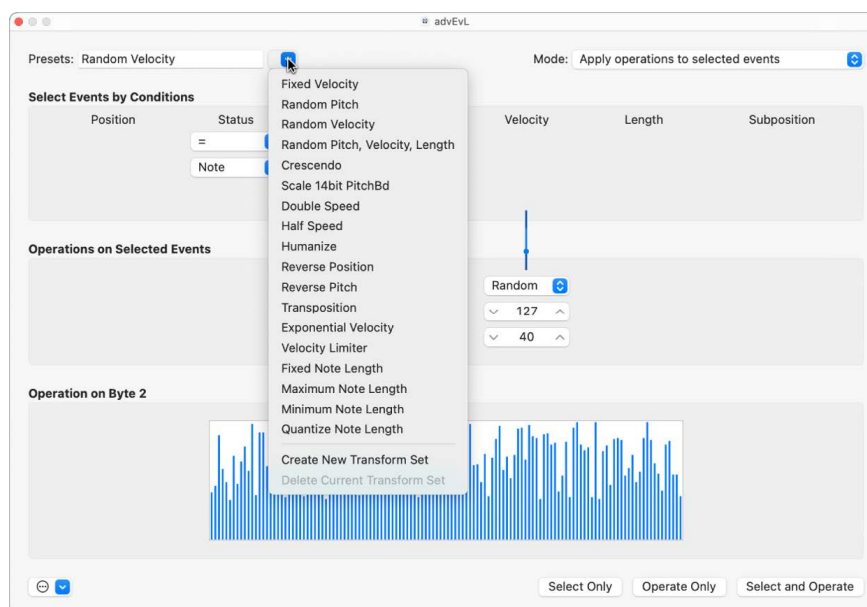 advEvL
Presets: Random Velocity
Mode: Apply operations to selected events
Select Events by Conditions
Position Status Velocity Length Subposition
=
Note
Operations on Selected Events
Random
127
40
Operation on Byte 2
Fixed Velocity
Random Pitch
Random Velocity
Random Pitch, Velocity, Length
Crescendo
Scale 14bit PitchBd
Double Speed
Half Speed
Humanize
Reverse Position
Reverse Pitch
Transposition
Exponential Velocity
Velocity Limiter
Fixed Note Length
Maximum Note Length
Minimum Note Length
Quantize Note Length
Create New Transform Set
Delete Current Transform Set
Select Only Operate Only Select and Operate